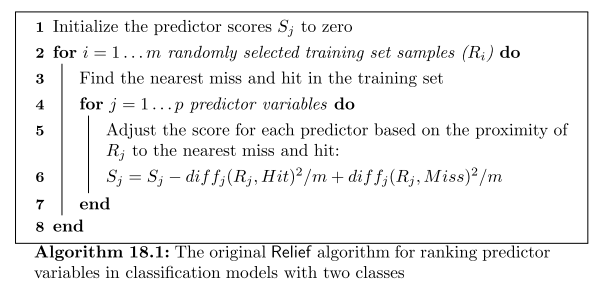 1 Initialize the predictor scores S_j to zero
2 for i = 1 . . . m randomly selected training set samples (R_i) do
3 Find the nearest miss and hit in the training set
4 for j = 1 . . . p predictor variables do
5 Adjust the score for each predictor based on the proximity of
R_j to the nearest miss and hit:
6 S_j = S_j − diff_j(R_j, Hit)²/m + diff_j(R_j, Miss)²/m
7 end
8 end
Algorithm 18.1: The original Relief algorithm for ranking predictor
variables in classification models with two classes